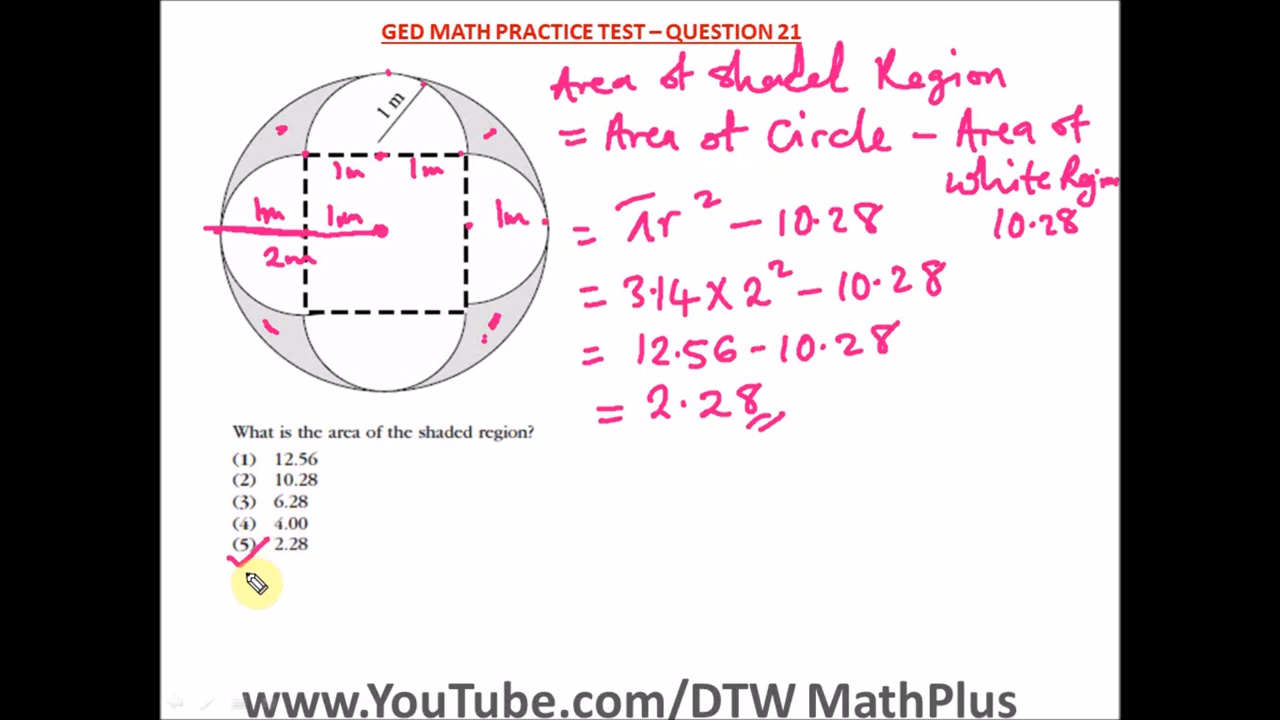 GED MATH PRACTICE TEST – QUESTION 21
Area of Shaded Region
= Area of Circle – Area of
White Region
10.28
= πr² – 10.28
= 3.14 × 2² – 10.28
= 12.56 – 10.28
= 2.28
1 m
1m 1m
1m 1m
2m
1m
What is the area of the shaded region?
(1) 12.56
(2) 10.28
(3) 6.28
(4) 4.00
(5) 2.28
www.YouTube.com/DTW MathPlus